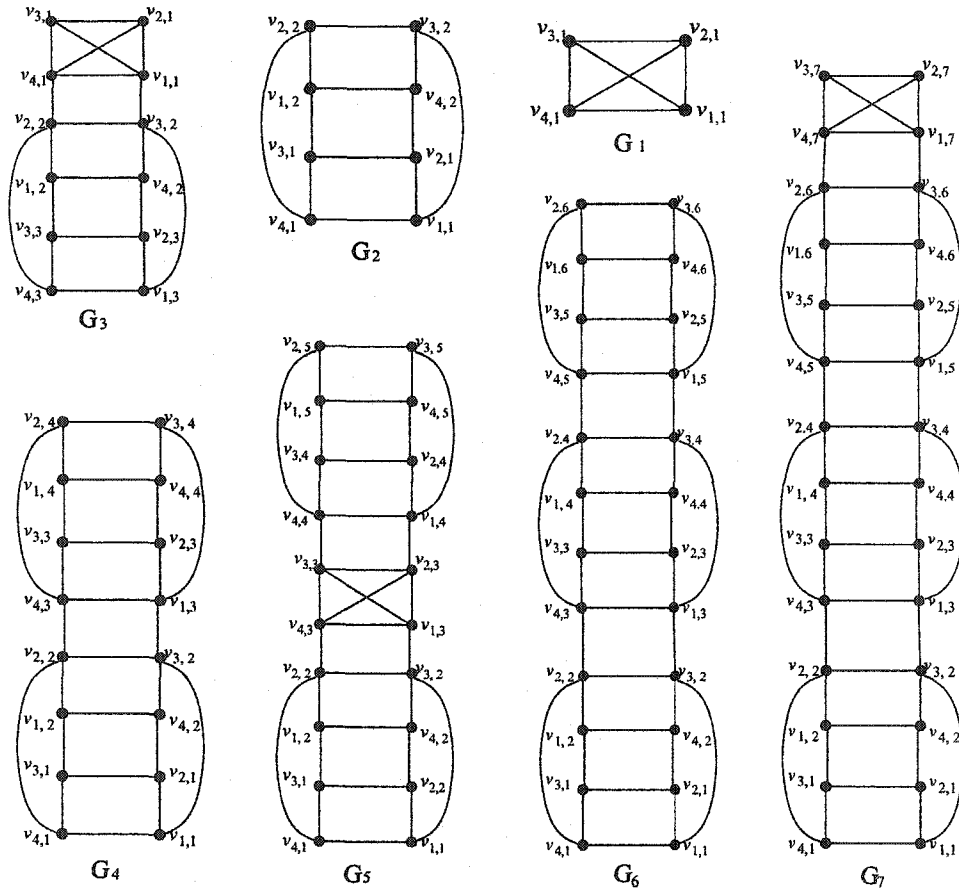 v3,1 v2,1
v4,1 v1,1
v2,2 v3,2
v1,2 v4,2
v3,3 v2,3
v4,3 v1,3
G3
v2,2 v3,2
v1,2 v4,2
v3,1 v2,1
v4,1 v1,1
G2
v3,1 v2,1
v4,1 v1,1
G1
v2,4 v3,4
v1,4 v4,4
v3,3 v2,3
v4,3 v1,3
v2,2 v3,2
v1,2 v4,2
v3,1 v2,1
v4,1 v1,1
G4
v2,5 v3,5
v1,5 v4,5
v3,4 v2,4
v4,4 v1,4
v3,3 v2,3
v4,3 v1,3
v2,2 v3,2
v1,2 v4,2
v3,1 v2,2
v4,1 v1,1
G5
v2.6 v3.6
v1.6 v4.6
v3,5 v2,5
v4,5 v1,5
v2.4 v3.4
v1,4 v4.4
v3,3 v2,3
v4,3 v1,3
v2,2 v3,2
v1,2 v4,2
v3,1 v2,1
v4,1 v1,1
G6
v3,7 v2,7
v4,7 v1,7
v2.6 v3.6
v1.6 v4.6
v3,5 v2,5
v4,5 v1,5
v2.4 v3.4
v1,4 v4.4
v3,3 v2,3
v4,3 v1,3
v2,2 v3,2
v1,2 v4,2
v3,1 v2,1
v4,1 v1,1
G7